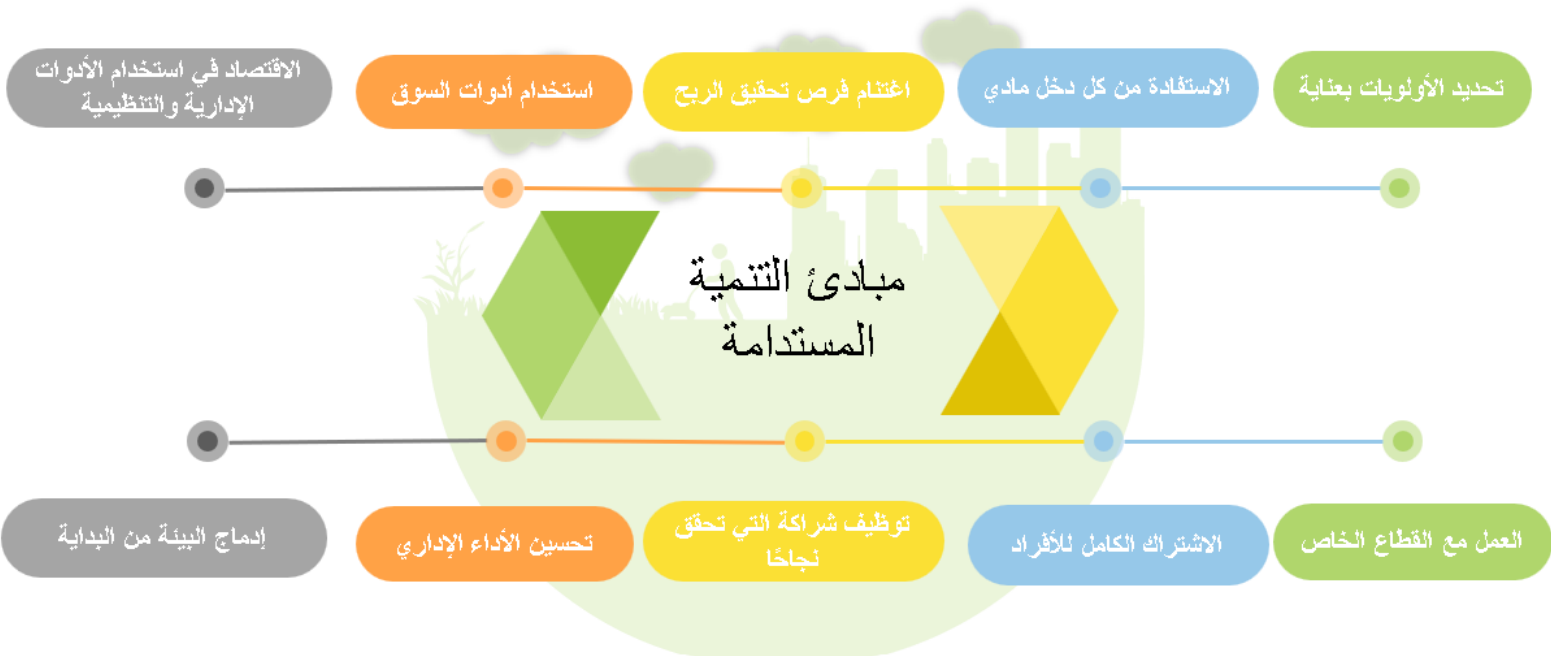 تحديد الأولويات بعناية
الاستفادة من كل دخل مادي
اغتنام فرص تحقيق الربح
استخدام أدوات السوق
الاقتصاد في استخدام الأدوات
الإدارية والتنظيمية
مبادئ التنمية
المستدامة
العمل مع القطاع الخاص
الاشتراك الكامل للأفراد
توظيف شراكة التي تحقق
نجاحًا
تحسين الأداء الإداري
إدماج البيئة من البداية